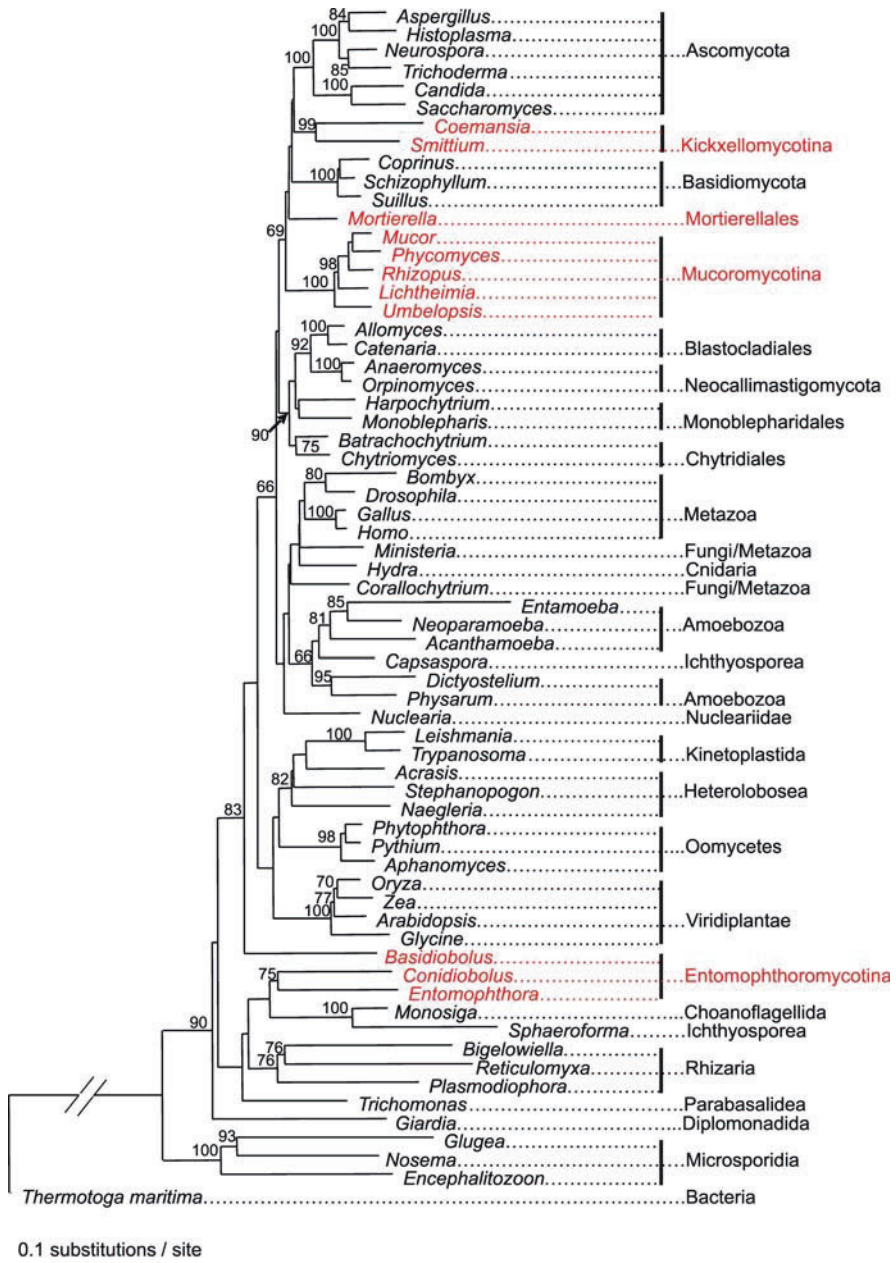 84 Aspergillus
100 Histoplasma
Neurospora Ascomycota
100
85 Trichoderma
100 Candida
Saccharomyces
Coemansia
99
Smittium Kickxellomycotina
Coprinus
100 Schizophyllum Basidiomycota
Suillus
Mortierella Mortierellales
69
Mucor
Phycomyces
98 Rhizopus Mucoromycotina
100 Lichtheimia
Umbelopsis
100 Allomyces
92 Catenaria Blastocladiales
100 Anaeromyces
Orpinomyces Neocallimastigomycota
Harpochytrium
Monoblepharis Monoblepharidales
90
Batrachochytrium
75
Chytriomyces Chytridiales
80 Bombyx
66 Drosophila
100 Gallus Metazoa
Homo
Ministeria Fungi/Metazoa
Hydra Cnidaria
Corallochytrium Fungi/Metazoa
85 Entamoeba
81 Neoparamoeba Amoebozoa
Acanthamoeba
66 Capsaspora Ichthyosporea
95 Dictyostelium
Physarum Amoebozoa
Nuclearia Nucleariidae
100 Leishmania
Trypanosoma Kinetoplastida
Acrasis
82 Stephanopogon Heterolobosea
Naegleria
83
Phytophthora
98 Pythium Oomycetes
Aphanomyces
70 Oryza
77 Zea
100 Arabidopsis Viridiplantae
Glycine
Basidiobolus
75 Conidiobolus Entomophthoromycotina
Entomophthora
100 Monosiga Choanoflagellida
Sphaeroforma Ichthyosporea
90
76 Bigelowiella
76 Reticulomyxa Rhizaria
Plasmodiophora
Trichomonas Parabasalidea
Giardia Diplomonadida
93 Glugea
100 Nosema Microsporidia
Encephalitozoon
Thermotoga maritima Bacteria
0.1 substitutions / site